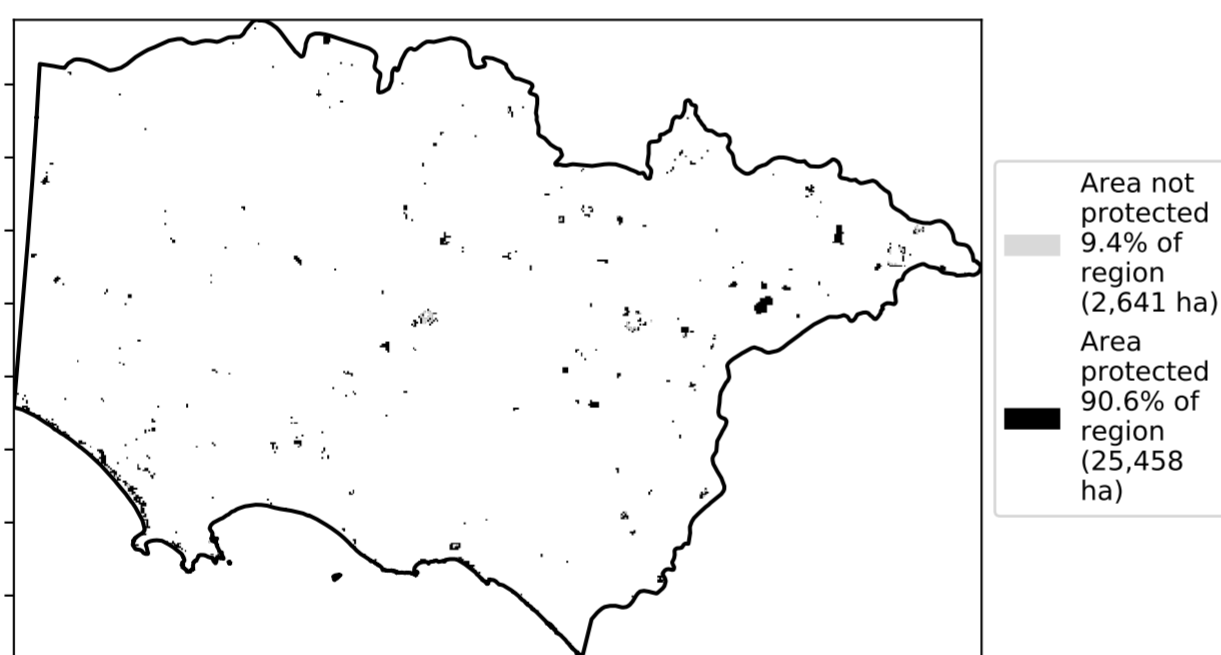 Area not
protected
9.4% of
region
(2,641 ha)
Area
protected
90.6% of
region
(25,458
ha)